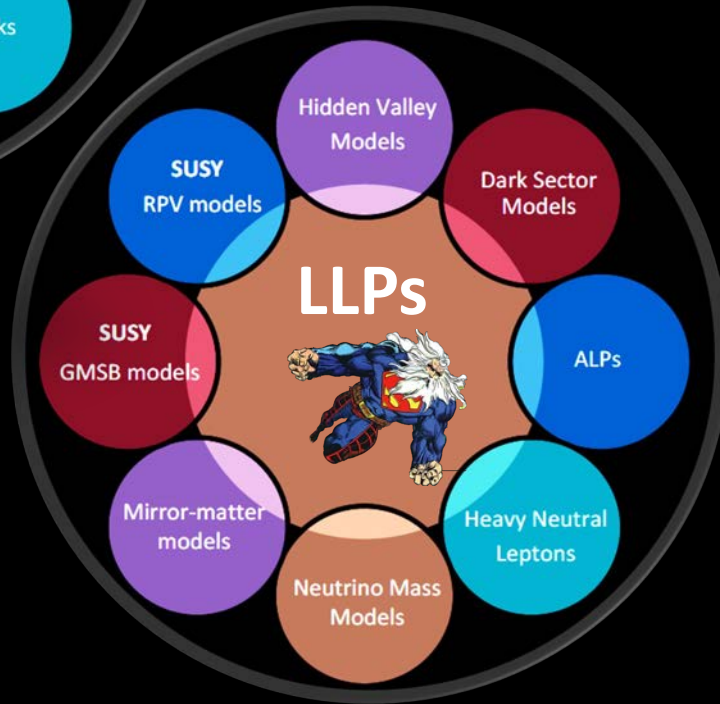 Hidden Valley
Models
SUSY
RPV models
Dark Sector
Models
LLPs
SUSY
GMSB models
ALPs
Mirror-matter
models
Heavy Neutral
Leptons
Neutrino Mass
Models